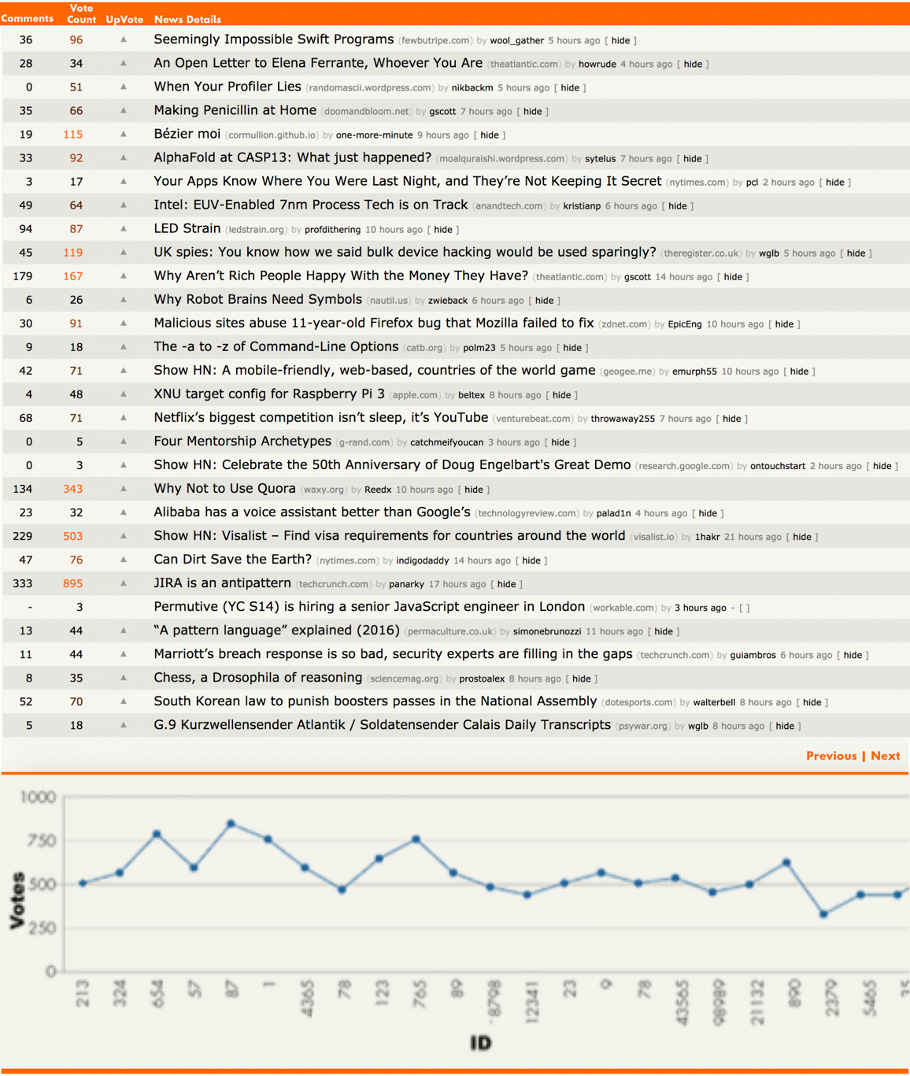 Comments Vote Count UpVote News Details
36 96 ▲ Seemingly Impossible Swift Programs (fewbutripe.com) by wool_gather 5 hours ago [ hide ]
28 34 ▲ An Open Letter to Elena Ferrante, Whoever You Are (theatlantic.com) by howrude 4 hours ago [ hide ]
0 51 ▲ When Your Profiler Lies (randomascii.wordpress.com) by nikbackm 5 hours ago [ hide ]
35 66 ▲ Making Penicillin at Home (doomandbloom.net) by gscott 7 hours ago [ hide ]
19 115 ▲ Bézier moi (cormullion.github.io) by one-more-minute 9 hours ago [ hide ]
33 92 ▲ AlphaFold at CASP13: What just happened? (moalquraishi.wordpress.com) by sytelus 7 hours ago [ hide ]
3 17 ▲ Your Apps Know Where You Were Last Night, and They’re Not Keeping It Secret (nytimes.com) by pcl 2 hours ago [ hide ]
49 64 ▲ Intel: EUV-Enabled 7nm Process Tech is on Track (anandtech.com) by kristianp 6 hours ago [ hide ]
94 87 ▲ LED Strain (ledstrain.org) by profdithering 10 hours ago [ hide ]
45 119 ▲ UK spies: You know how we said bulk device hacking would be used sparingly? (theregister.co.uk) by wglb 5 hours ago [ hide ]
179 167 ▲ Why Aren’t Rich People Happy With the Money They Have? (theatlantic.com) by gscott 14 hours ago [ hide ]
6 26 ▲ Why Robot Brains Need Symbols (nautil.us) by zwieback 6 hours ago [ hide ]
30 91 ▲ Malicious sites abuse 11-year-old Firefox bug that Mozilla failed to fix (zdnet.com) by EpicEng 10 hours ago [ hide ]
9 18 ▲ The -a to -z of Command-Line Options (catb.org) by polm23 5 hours ago [ hide ]
42 71 ▲ Show HN: A mobile-friendly, web-based, countries of the world game (geogee.me) by emurph55 10 hours ago [ hide ]
4 48 ▲ XNU target config for Raspberry Pi 3 (apple.com) by beltex 8 hours ago [ hide ]
68 71 ▲ Netflix’s biggest competition isn’t sleep, it’s YouTube (venturebeat.com) by throwaway255 7 hours ago [ hide ]
0 5 ▲ Four Mentorship Archetypes (g-rand.com) by catchmeifyoucan 3 hours ago [ hide ]
0 3 ▲ Show HN: Celebrate the 50th Anniversary of Doug Engelbart's Great Demo (research.google.com) by ontouchstart 2 hours ago [ hide ]
134 343 ▲ Why Not to Use Quora (waxy.org) by Reedx 10 hours ago [ hide ]
23 32 ▲ Alibaba has a voice assistant better than Google’s (technologyreview.com) by palad1n 4 hours ago [ hide ]
229 503 ▲ Show HN: Visalist – Find visa requirements for countries around the world (visalist.io) by 1hakr 21 hours ago [ hide ]
47 76 ▲ Can Dirt Save the Earth? (nytimes.com) by indigodaddy 14 hours ago [ hide ]
333 895 ▲ JIRA is an antipattern (techcrunch.com) by panarky 17 hours ago [ hide ]
- 3 Permutive (YC S14) is hiring a senior JavaScript engineer in London (workable.com) by 3 hours ago - [ ]
13 44 ▲ “A pattern language” explained (2016) (permaculture.co.uk) by simonebrunozzi 11 hours ago [ hide ]
11 44 ▲ Marriott’s breach response is so bad, security experts are filling in the gaps (techcrunch.com) by guiambros 6 hours ago [ hide ]
8 35 ▲ Chess, a Drosophila of reasoning (sciencemag.org) by prostoalex 8 hours ago [ hide ]
52 70 ▲ South Korean law to punish boosters passes in the National Assembly (dotesports.com) by walterbell 8 hours ago [ hide ]
5 18 ▲ G.9 Kurzwellensender Atlantik / Soldatensender Calais Daily Transcripts (psywar.org) by wglb 8 hours ago [ hide ]
Previous | Next
1000
750
500
250
0
Votes
213 324 654 57 87 1 4365 78 123 765 89 8798 12341 23 9 78 43565 98989 21132 890 2379 5465
ID